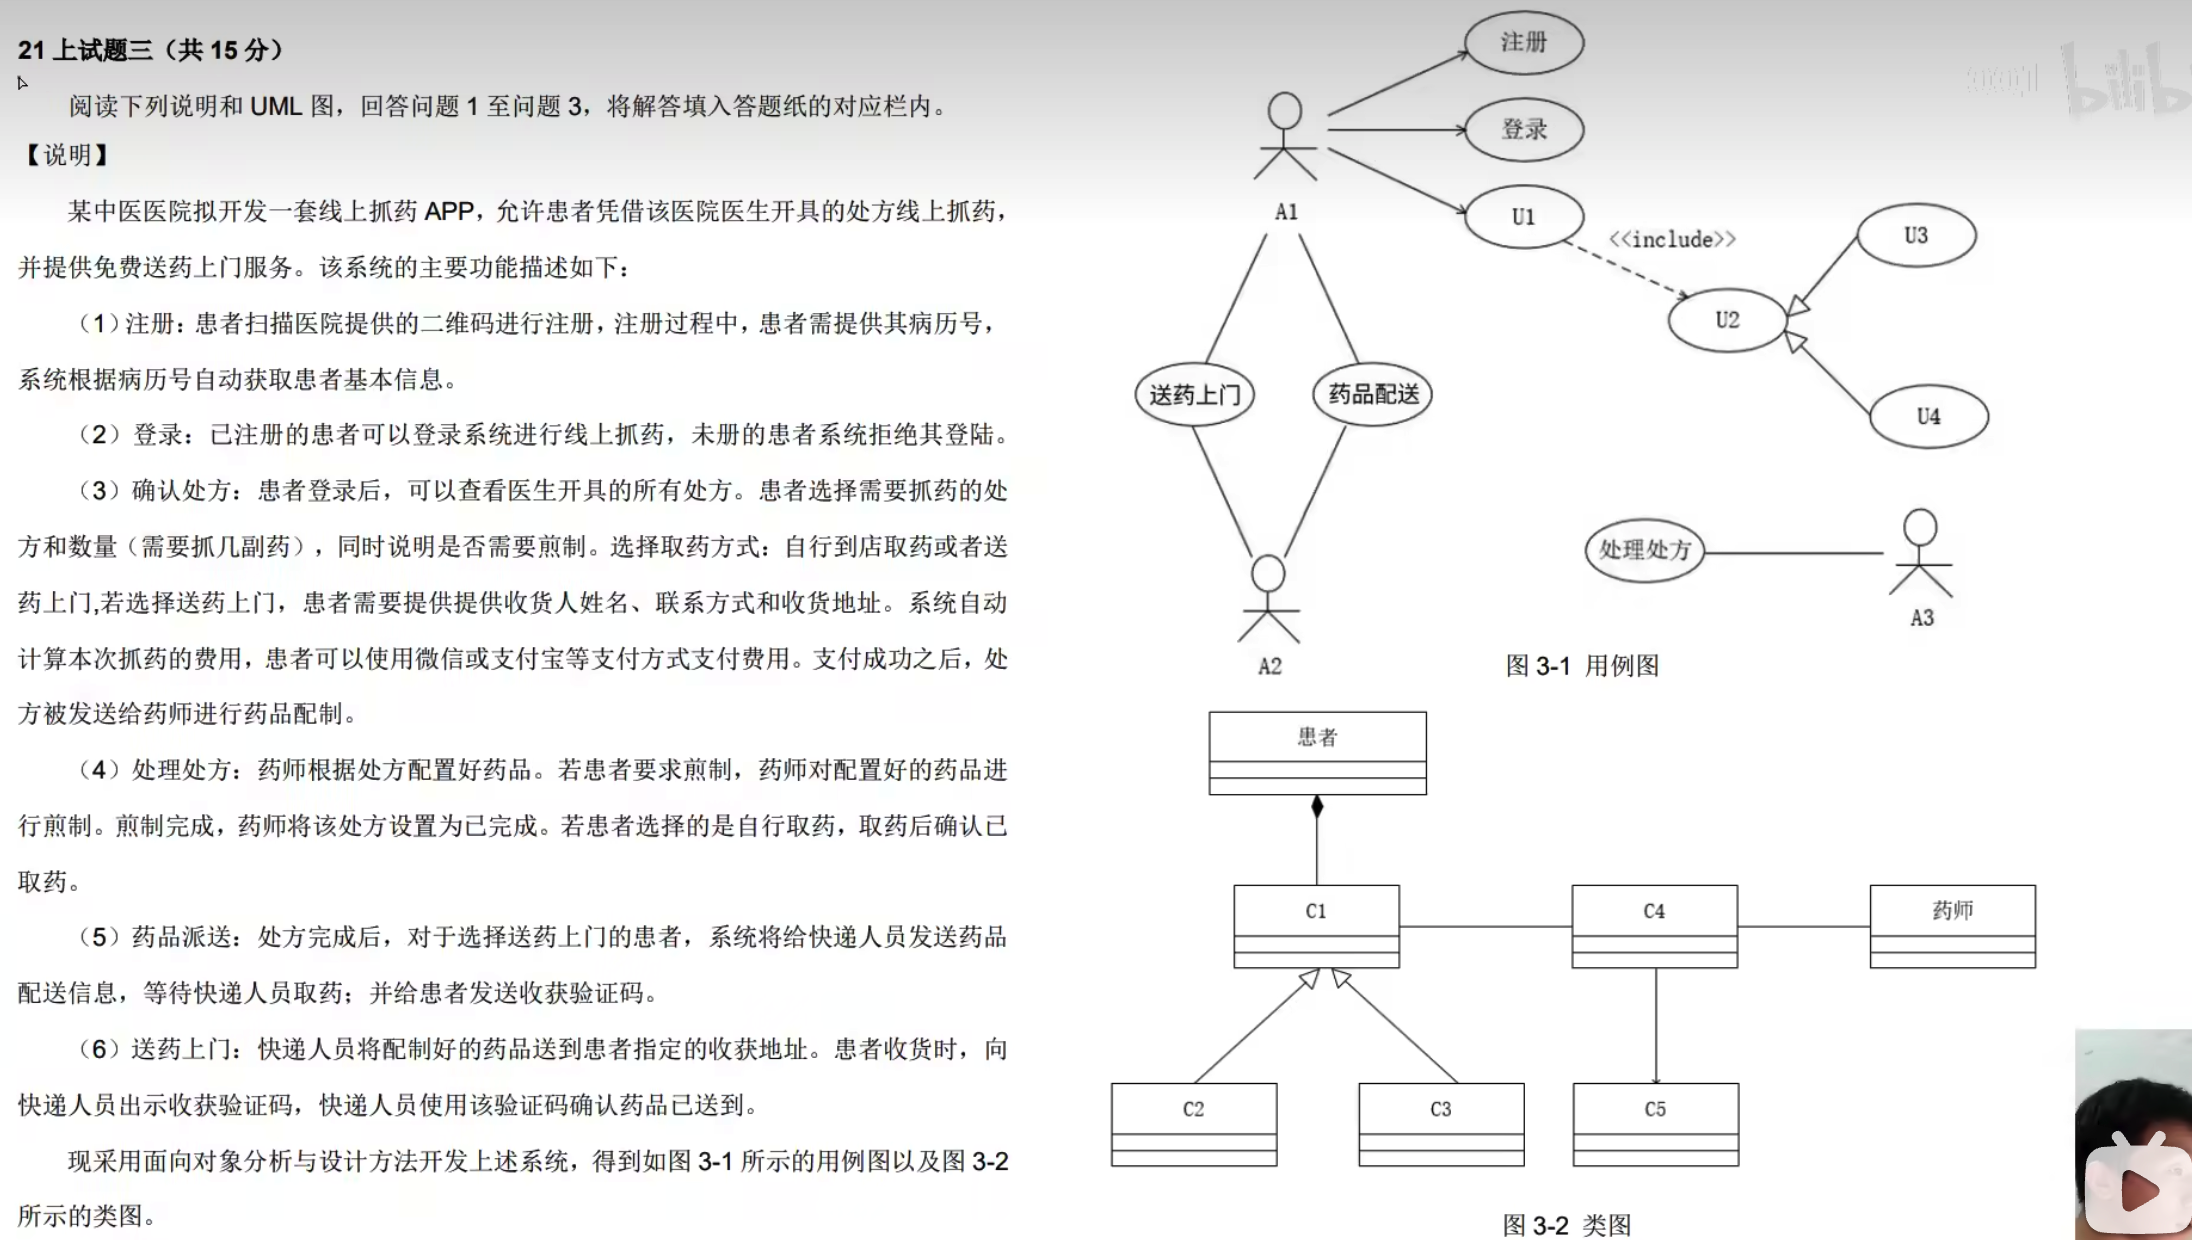 21 上试题三（共 15 分）
阅读下列说明和 UML 图，回答问题 1 至问题 3，将解答填入答题纸的对应栏内。
【说明】
某中医医院拟开发一套线上抓药 APP，允许患者凭借该医院医生开具的处方线上抓药，
并提供免费送药上门服务。该系统的主要功能描述如下：
（1）注册：患者扫描医院提供的二维码进行注册，注册过程中，患者需提供其病历号，
系统根据病历号自动获取患者基本信息。
（2）登录：已注册的患者可以登录系统进行线上抓药，未册的患者系统拒绝其登陆。
（3）确认处方：患者登录后，可以查看医生开具的所有处方。患者选择需要抓药的处
方和数量（需要抓几副药），同时说明是否需要煎制。选择取药方式：自行到店取药或者送
药上门,若选择送药上门，患者需要提供提供收货人姓名、联系方式和收货地址。系统自动
计算本次抓药的费用，患者可以使用微信或支付宝等支付方式支付费用。支付成功之后，处
方被发送给药师进行药品配制。
（4）处理处方：药师根据处方配置好药品。若患者要求煎制，药师对配置好的药品进
行煎制。煎制完成，药师将该处方设置为已完成。若患者选择的是自行取药，取药后确认已
取药。
（5）药品派送：处方完成后，对于选择送药上门的患者，系统将给快递人员发送药品
配送信息，等待快递人员取药；并给患者发送收获验证码。
（6）送药上门：快递人员将配制好的药品送到患者指定的收获地址。患者收货时，向
快递人员出示收获验证码，快递人员使用该验证码确认药品已送到。
现采用面向对象分析与设计方法开发上述系统，得到如图 3-1 所示的用例图以及图 3-2
所示的类图。
注册
登录
A1
U1
<<include>>
U3
U2
送药上门
药品配送
U4
处理处方
A3
A2
图 3-1 用例图
患者
C1
C4
药师
C2
C3
C5
图 3-2 类图
bilib